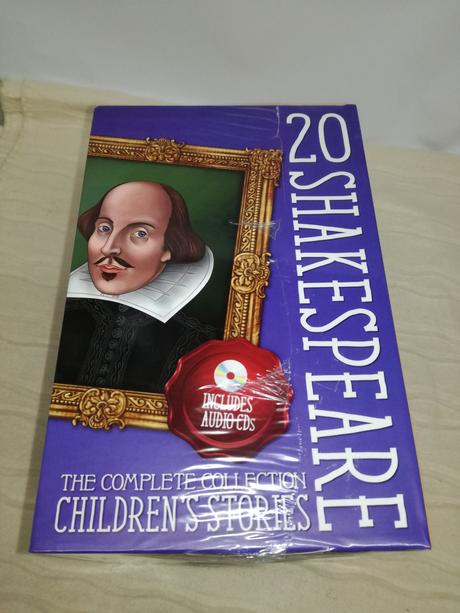 20 SHAKESPEARE
INCLUDES
AUDIO CDs
THE COMPLETE COLLECTION
CHILDREN'S STORIES